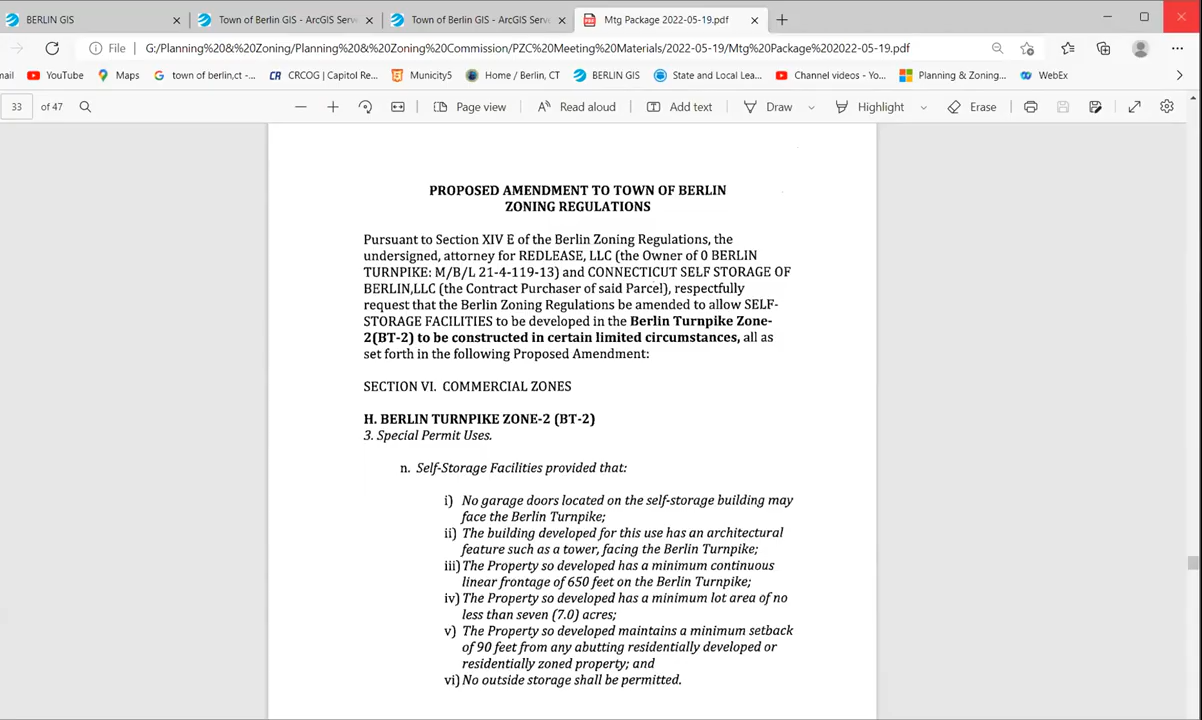 BERLIN GIS
Town of Berlin GIS - ArcGIS Serv
Town of Berlin GIS - ArcGIS Serv
Mtg Package 2022-05-19.pdf
File G:/Planning%20&%20Zoning/Planning%20&%20Zoning%20Commission/PZC%20Meeting%20Materials/2022-05-19/Mtg%20Package%202022-05-19.pdf
mail YouTube Maps town of berlin,ct -... CRCOG | Capitol Re... Municity5 Home / Berlin, CT BERLIN GIS State and Local Lea... Channel videos - Yo... Planning & Zoning... WebEx
33 of 47 Page view Read aloud Add text Draw Highlight Erase
PROPOSED AMENDMENT TO TOWN OF BERLIN
ZONING REGULATIONS
Pursuant to Section XIV E of the Berlin Zoning Regulations, the
undersigned, attorney for REDLEASE, LLC (the Owner of 0 BERLIN
TURNPIKE: M/B/L 21-4-119-13) and CONNECTICUT SELF STORAGE OF
BERLIN,LLC (the Contract Purchaser of said Parcel), respectfully
request that the Berlin Zoning Regulations be amended to allow SELF-
STORAGE FACILITIES to be developed in the Berlin Turnpike Zone-
2(BT-2) to be constructed in certain limited circumstances, all as
set forth in the following Proposed Amendment:
SECTION VI. COMMERCIAL ZONES
H. BERLIN TURNPIKE ZONE-2 (BT-2)
3. Special Permit Uses.
n. Self-Storage Facilities provided that:
i) No garage doors located on the self-storage building may
face the Berlin Turnpike;
ii) The building developed for this use has an architectural
feature such as a tower, facing the Berlin Turnpike;
iii) The Property so developed has a minimum continuous
linear frontage of 650 feet on the Berlin Turnpike;
iv) The Property so developed has a minimum lot area of no
less than seven (7.0) acres;
v) The Property so developed maintains a minimum setback
of 90 feet from any abutting residentially developed or
residentially zoned property; and
vi) No outside storage shall be permitted.